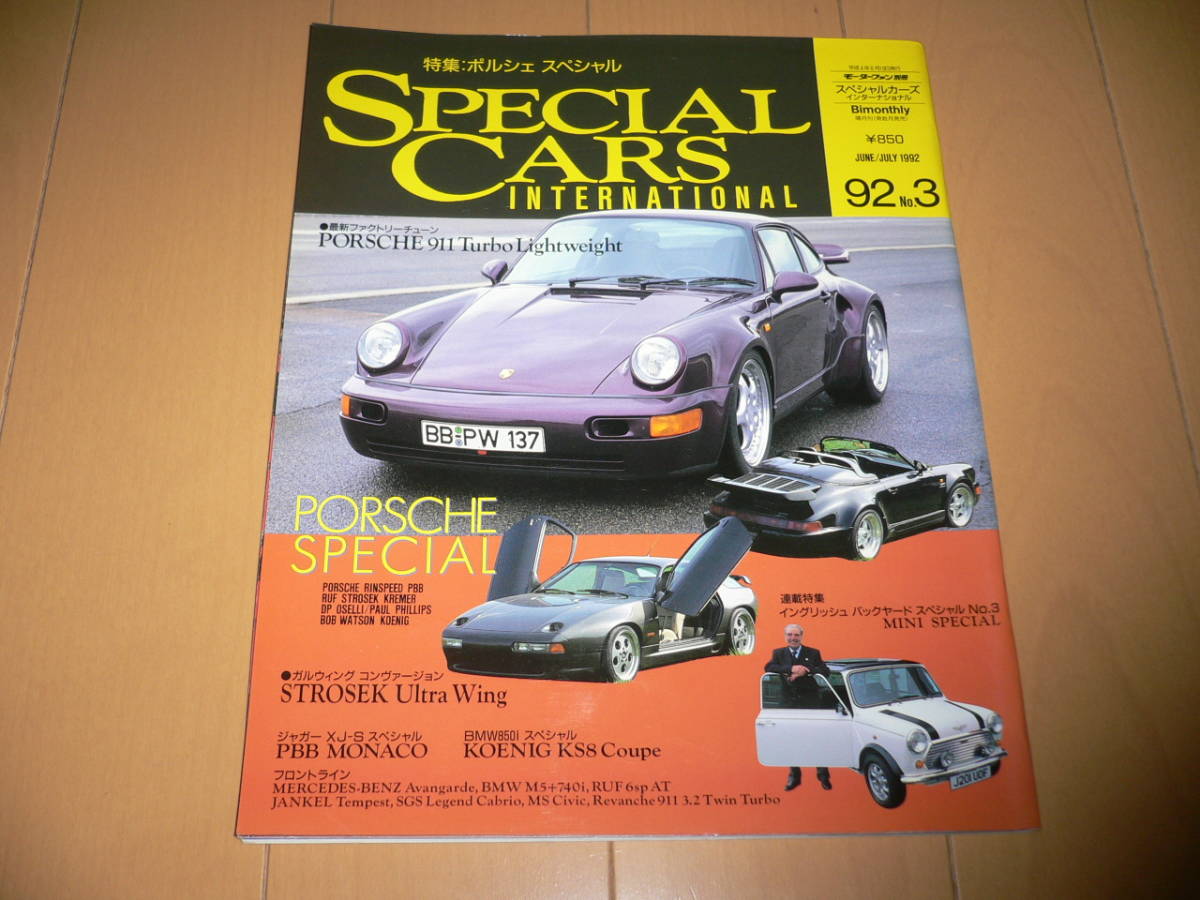 特集:ポルシェ スペシャル
SPECIAL
CARS
INTERNATIONAL
モーターファン別冊
スペシャルカーズ
インターナショナル
Bimonthly
¥850
JUNE/JULY 1992
92 No.3
●最新ファクトリーチューン
PORSCHE 911 Turbo Lightweight
BB PW 137
PORSCHE
SPECIAL
PORSCHE RINSPEED PBB
RUF STROSEK KREMER
DP OSELLI/PAUL PHILLIPS
BOB WATSON KOENIG
連載特集
イングリッシュ バックヤード スペシャル No.3
MINI SPECIAL
●ガルウィング コンヴァージョン
STROSEK Ultra Wing
J201 UOF
ジャガー XJ-S スペシャル
PBB MONACO
BMW850i スペシャル
KOENIG KS8 Coupe
フロントライン
MERCEDES-BENZ Avangarde, BMW M5+740i, RUF 6sp AT
JANKEL Tempest, SGS Legend Cabrio, MS Civic, Revanche 911 3.2 Twin Turbo